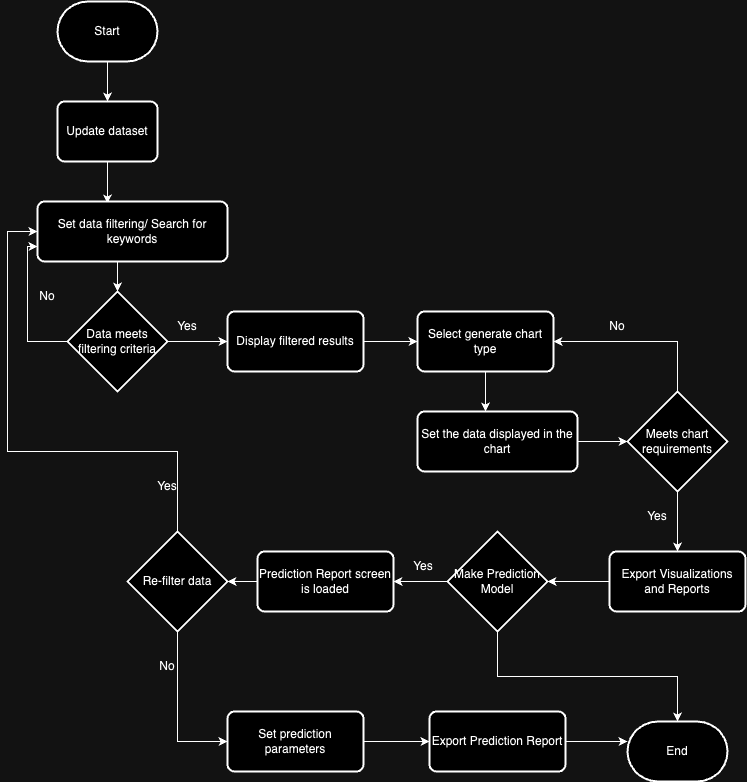 Start
Update dataset
Set data filtering/ Search for
keywords
No
Data meets
filtering criteria
Yes
Display filtered results
Select generate chart
type
No
Set the data displayed in the
chart
Meets chart
requirements
Yes
Export Visualizations
and Reports
Make Prediction
Model
Yes
Prediction Report screen
is loaded
Re-filter data
Yes
No
Set prediction
parameters
Export Prediction Report
End